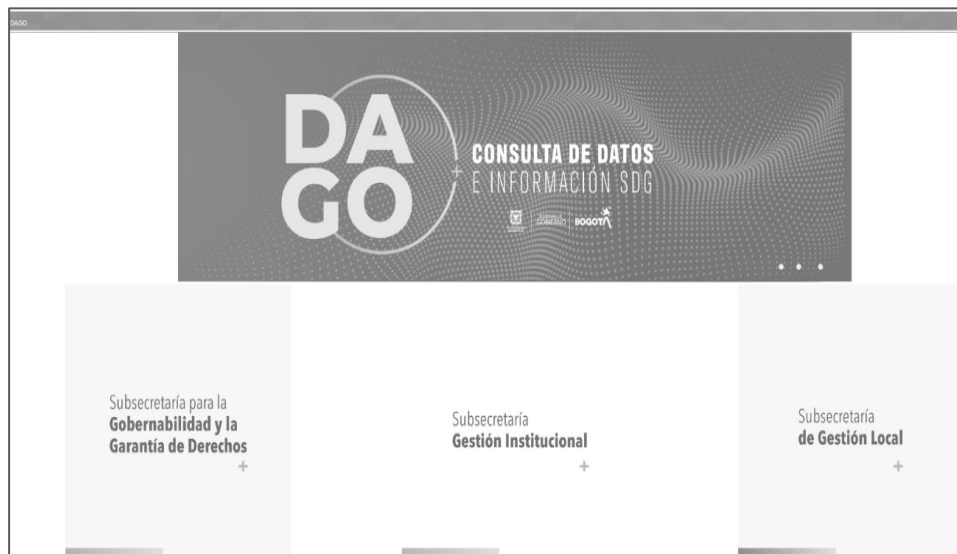 DAGO
DA
GO
CONSULTA DE DATOS
E INFORMACIÓN SDG
GOBIERNO
BOGOTÁ
Subsecretaría para la
Gobernabilidad y la
Garantía de Derechos
+
Subsecretaría
Gestión Institucional
+
Subsecretaría
de Gestión Local
+